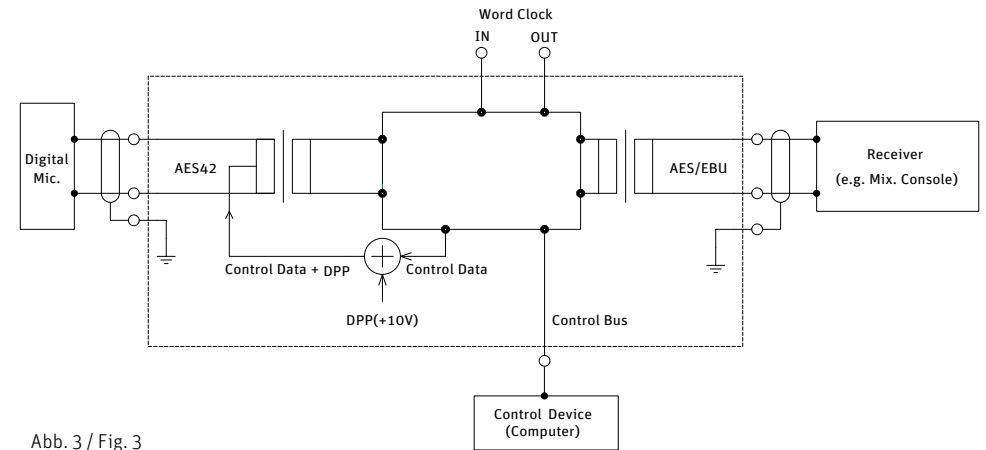 Word Clock
IN OUT
Digital
Mic.
AES42
AES/EBU
Receiver
(e.g. Mix. Console)
Control Data + DPP
Control Data
DPP(+10V)
Control Bus
Control Device
(Computer)
Abb. 3 / Fig. 3